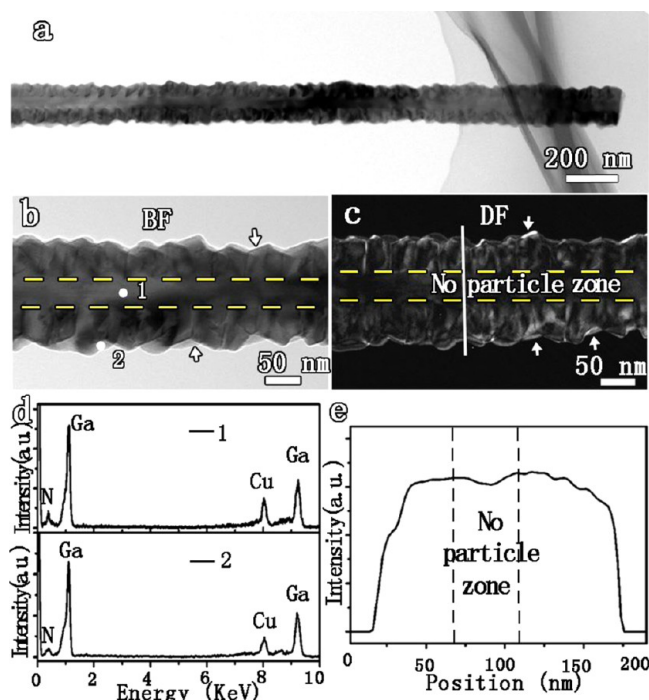 a
200 nm
b
BF
1
2
50 nm
c
DF
No particle zone
50 nm
d
Intensity(a.u.)
N
Ga
1
Cu
Ga
Intensity(a.u.)
N
Ga
2
Cu
Ga
0 2 4 6 8 10
Energy (KeV)
e
Intensity(a.u.)
No
particle
zone
0 50 100 150 200
Position (nm)